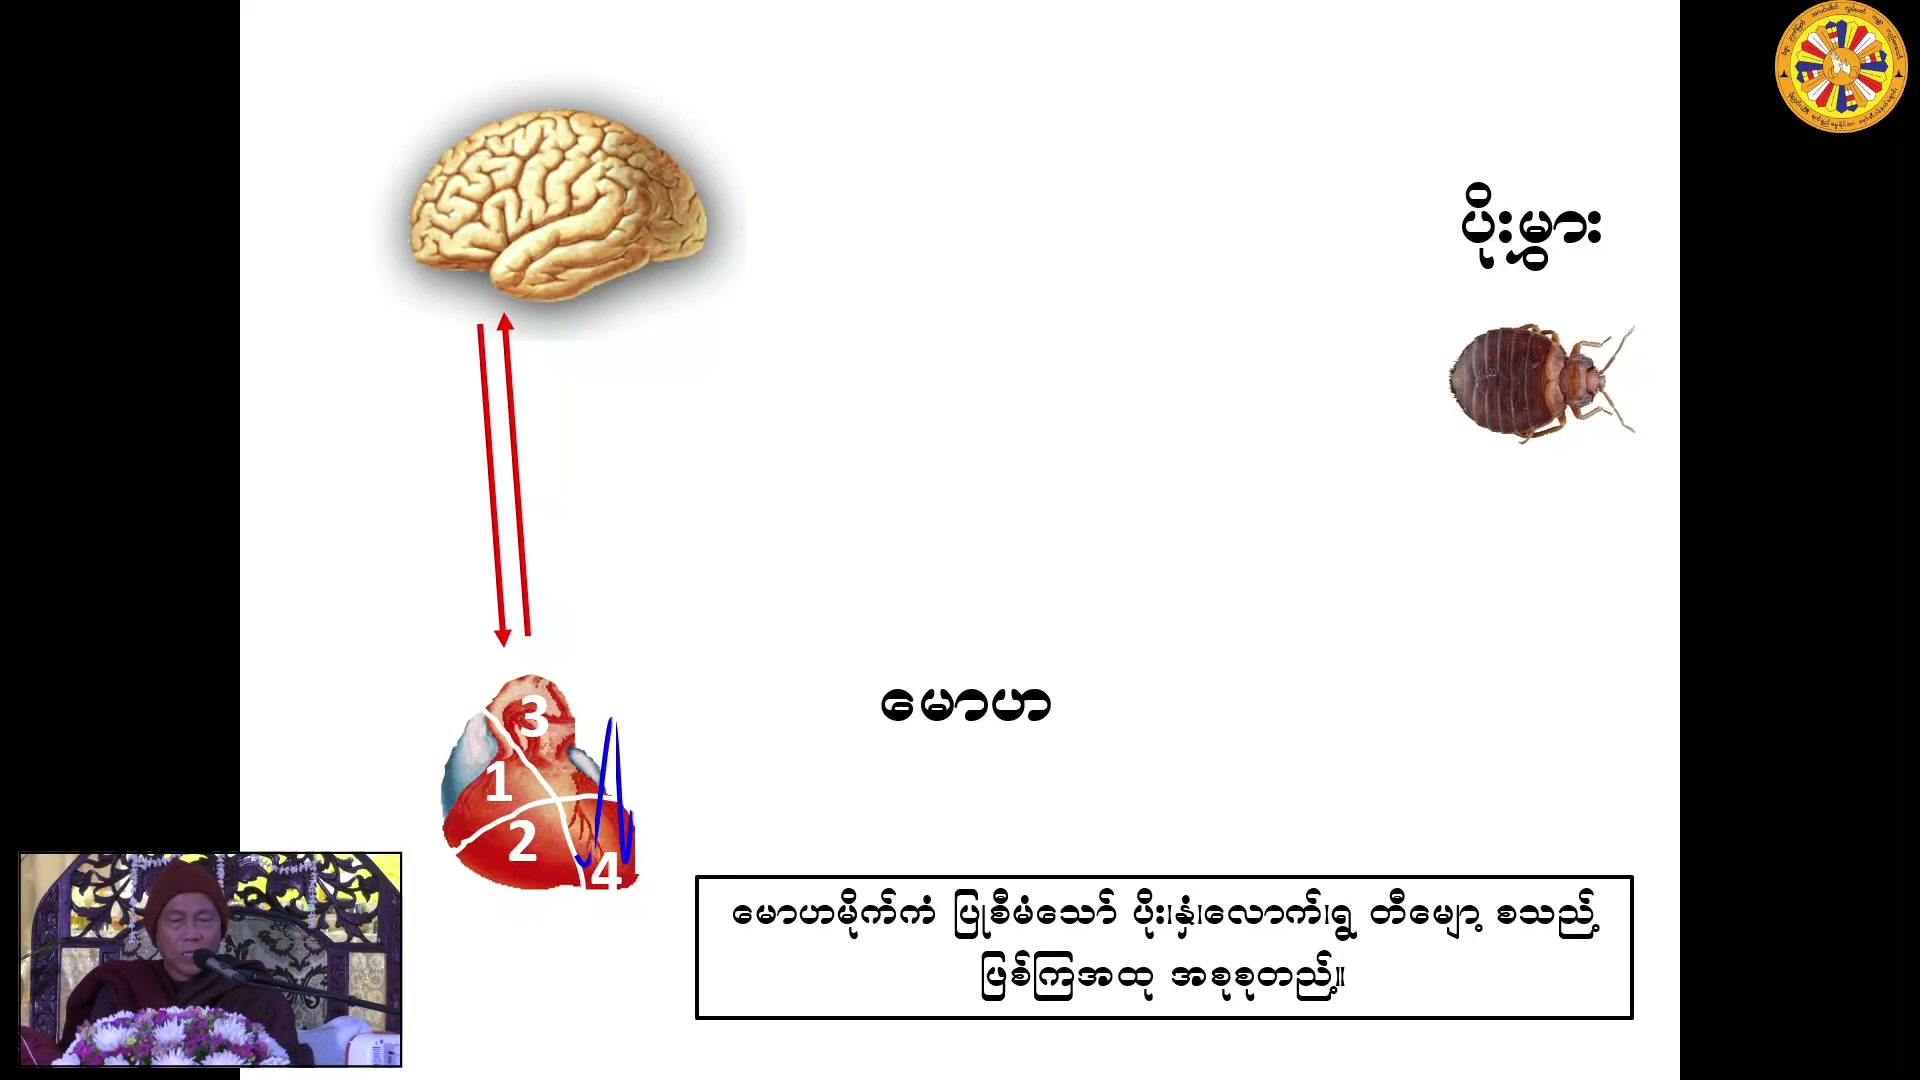 ပိုးမွှား
3
1
2
4
မောဟ
မောဟမိုက်ကံ ပြုစီမံသော် ပိုး၊နှံ၊လောက်၊ရွ တီမျော့ စသည့်
ဖြစ်ကြအထု အစုစုတည့်။